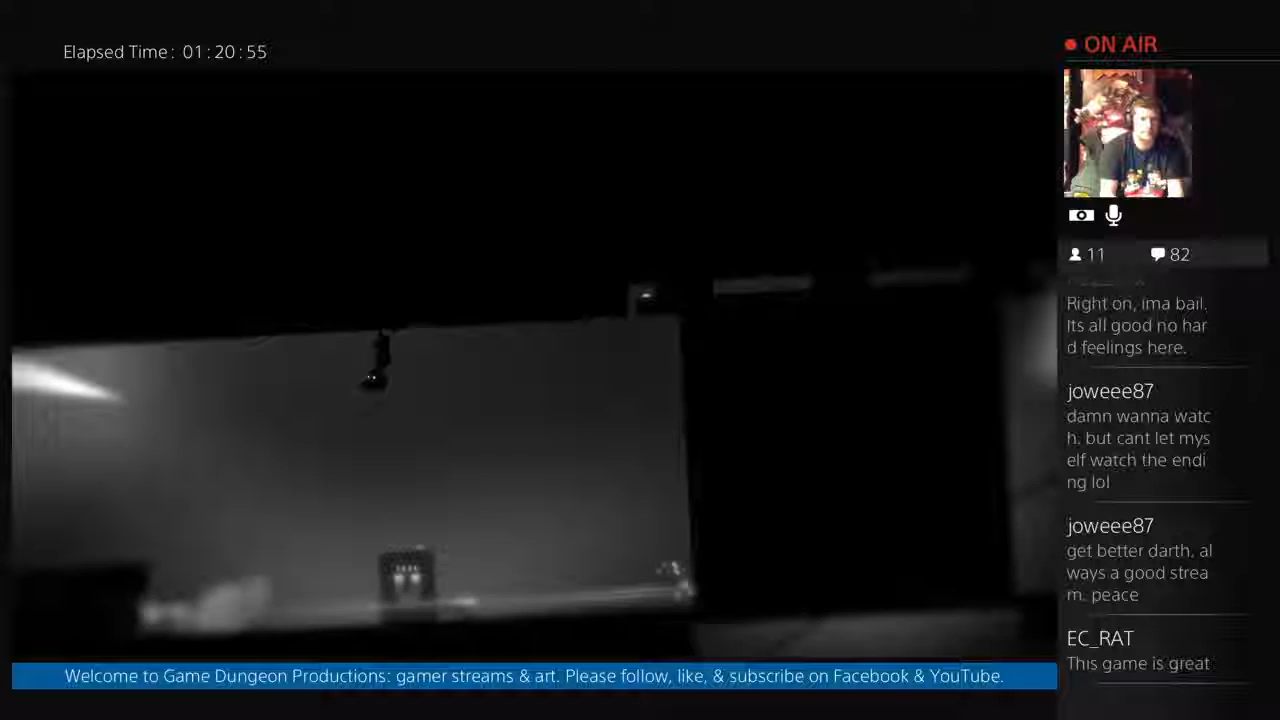 Elapsed Time: 01:20:55
ON AIR
11 82
Right on, ima bail.
Its all good no har
d feelings here.
joweee87
damn wanna watc
h. but cant let mys
elf watch the endi
ng lol
joweee87
get better darth. al
ways a good strea
m. peace
EC_RAT
This game is great
Welcome to Game Dungeon Productions: gamer streams & art. Please follow, like, & subscribe on Facebook & YouTube.